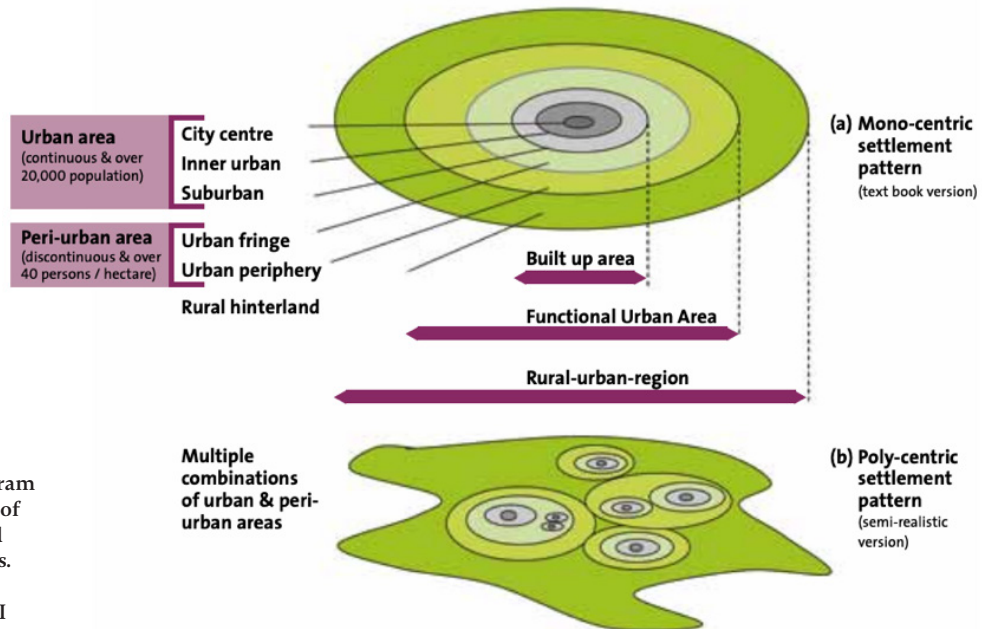 Urban area
(continuous & over
20,000 population)
City centre
Inner urban
Suburban
Peri-urban area
(discontinuous & over
40 persons / hectare)
Urban fringe
Urban periphery
Rural hinterland
(a) Mono-centric
settlement
pattern
(text book version)
Built up area
Functional Urban Area
Rural-urban-region
Multiple
combinations
of urban & peri-
urban areas
(b) Poly-centric
settlement
pattern
(semi-realistic
version)
ram
of
l
s.
I